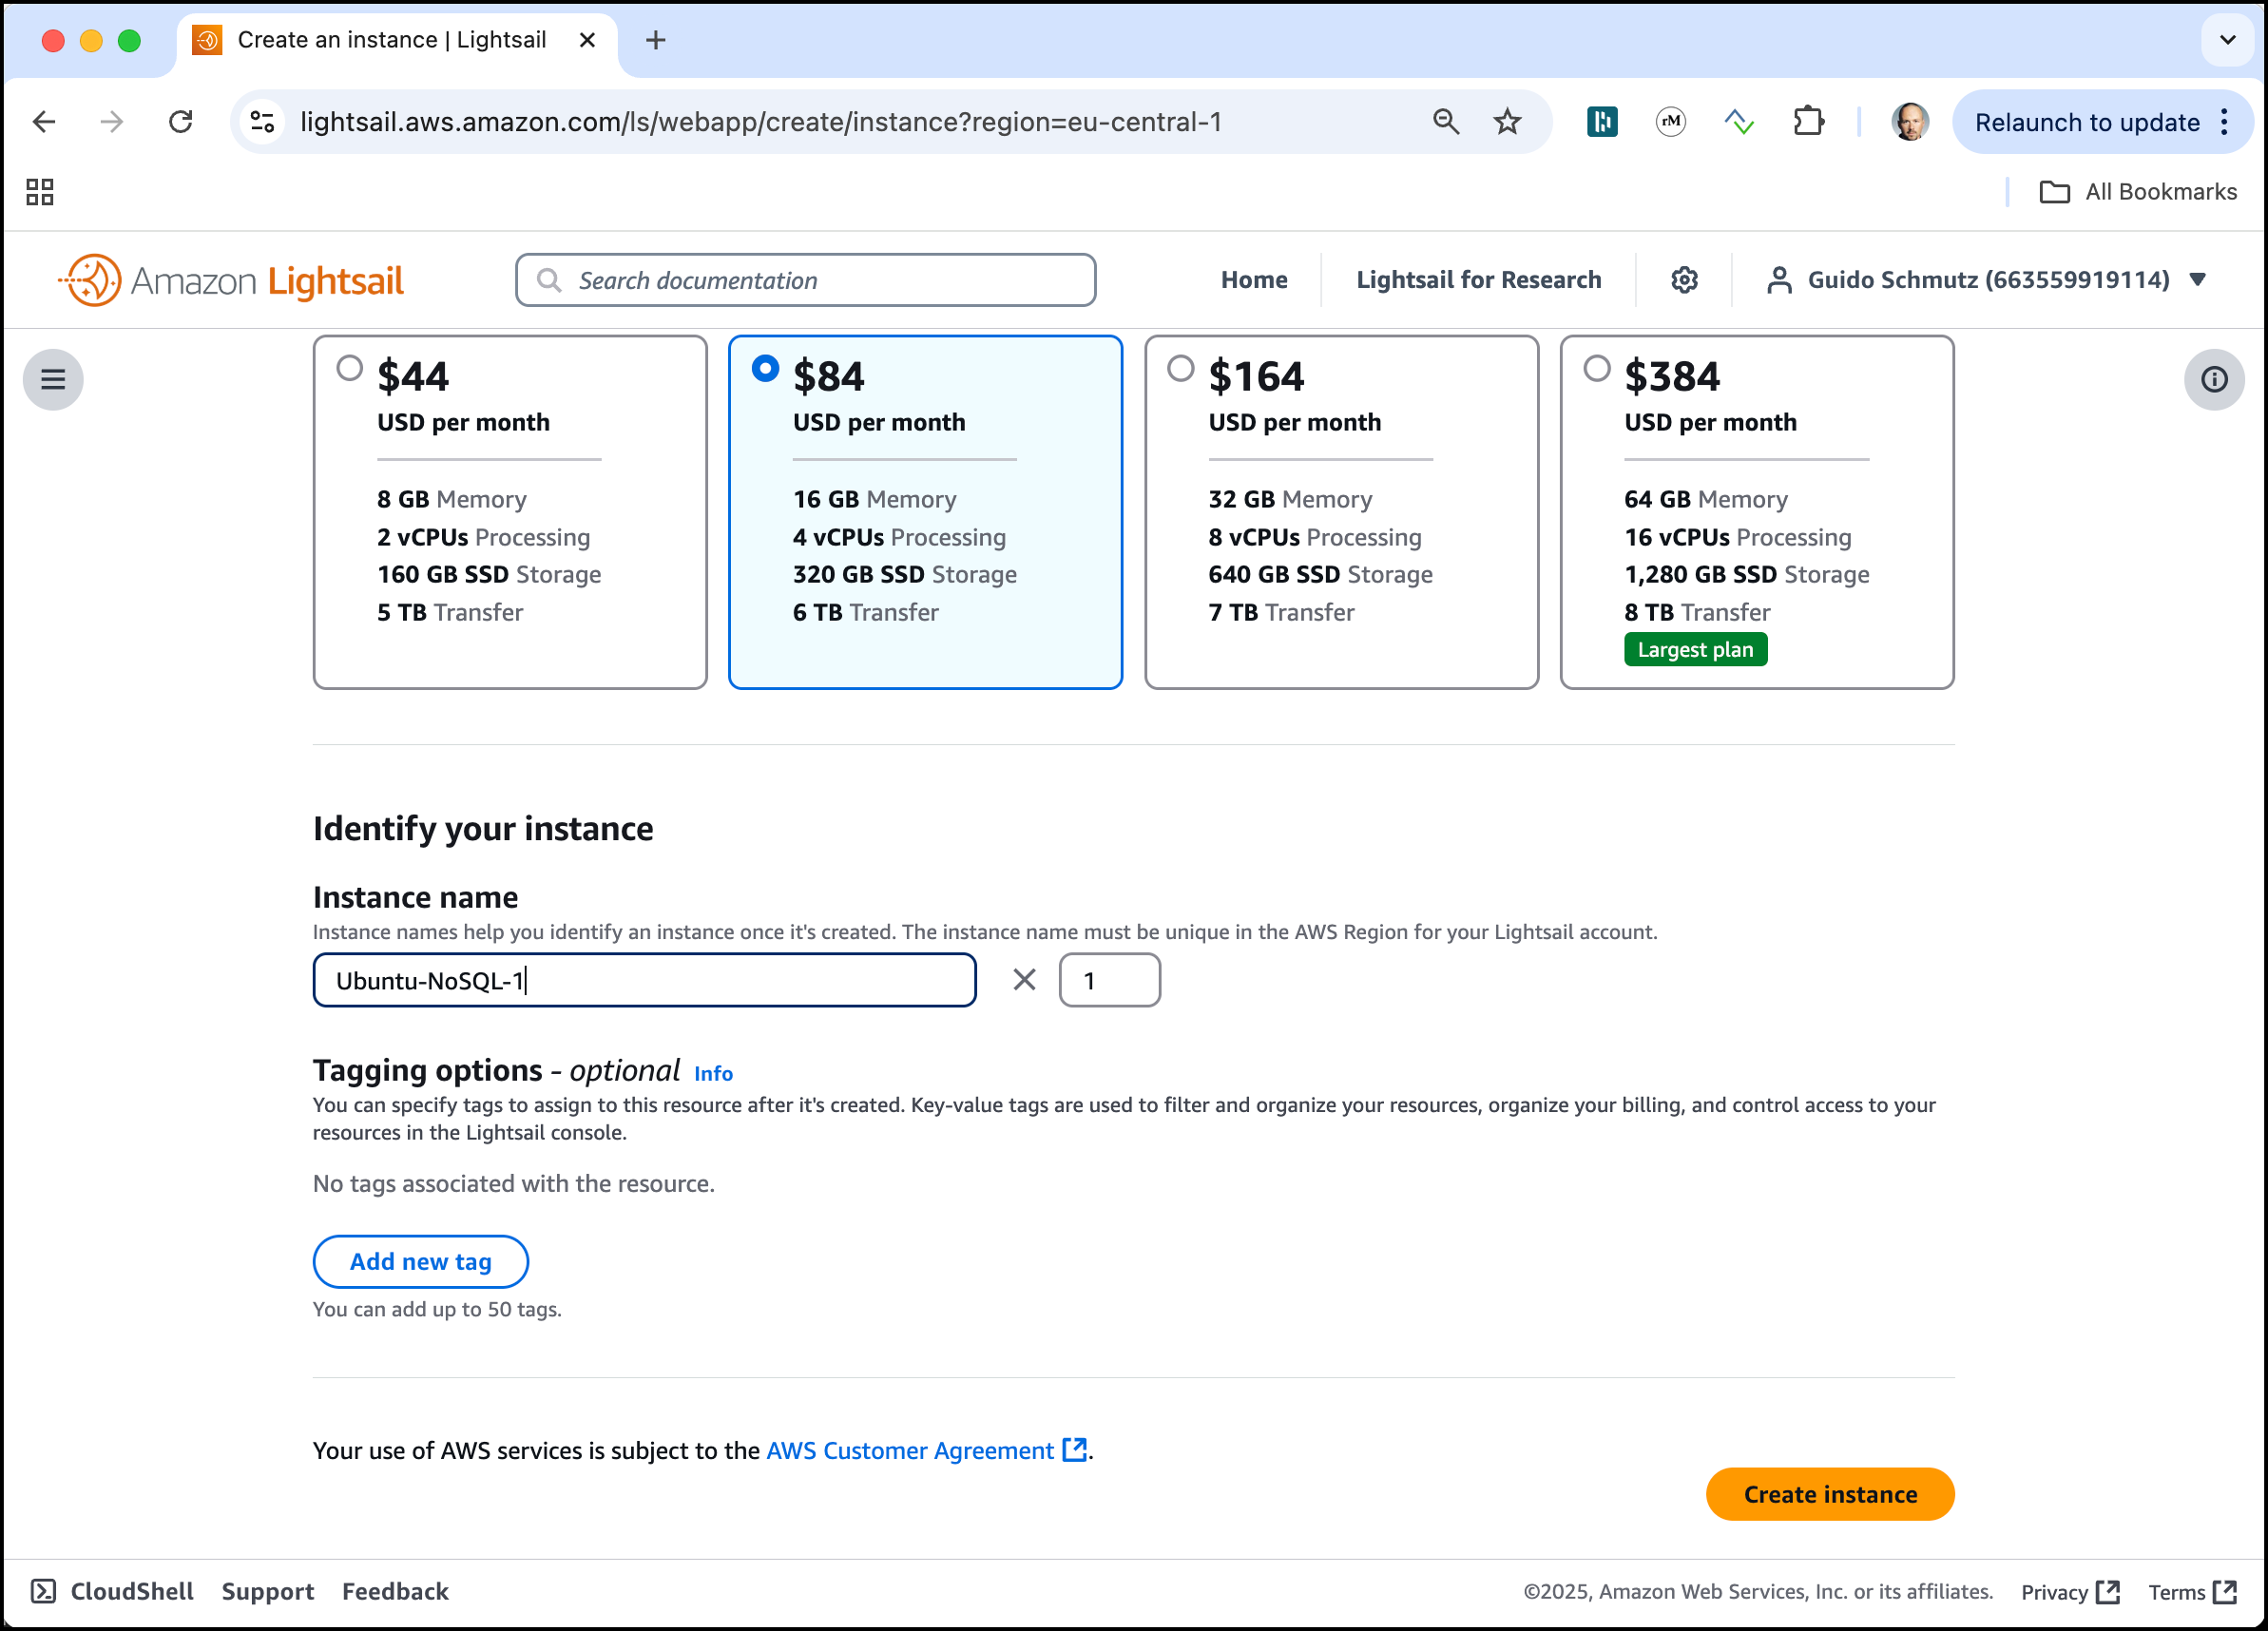 Create an instance | Lightsail
lightsail.aws.amazon.com/ls/webapp/create/instance?region=eu-central-1
rM
Relaunch to update
All Bookmarks
Amazon Lightsail
Search documentation
Home
Lightsail for Research
Guido Schmutz (663559919114)
$44
USD per month
8 GB Memory
2 vCPUs Processing
160 GB SSD Storage
5 TB Transfer
$84
USD per month
16 GB Memory
4 vCPUs Processing
320 GB SSD Storage
6 TB Transfer
$164
USD per month
32 GB Memory
8 vCPUs Processing
640 GB SSD Storage
7 TB Transfer
$384
USD per month
64 GB Memory
16 vCPUs Processing
1,280 GB SSD Storage
8 TB Transfer
Largest plan
Identify your instance
Instance name
Instance names help you identify an instance once it's created. The instance name must be unique in the AWS Region for your Lightsail account.
Ubuntu-NoSQL-1
1
Tagging options - optional Info
You can specify tags to assign to this resource after it's created. Key-value tags are used to filter and organize your resources, organize your billing, and control access to your
resources in the Lightsail console.
No tags associated with the resource.
Add new tag
You can add up to 50 tags.
Your use of AWS services is subject to the AWS Customer Agreement.
Create instance
CloudShell
Support
Feedback
©2025, Amazon Web Services, Inc. or its affiliates.
Privacy
Terms